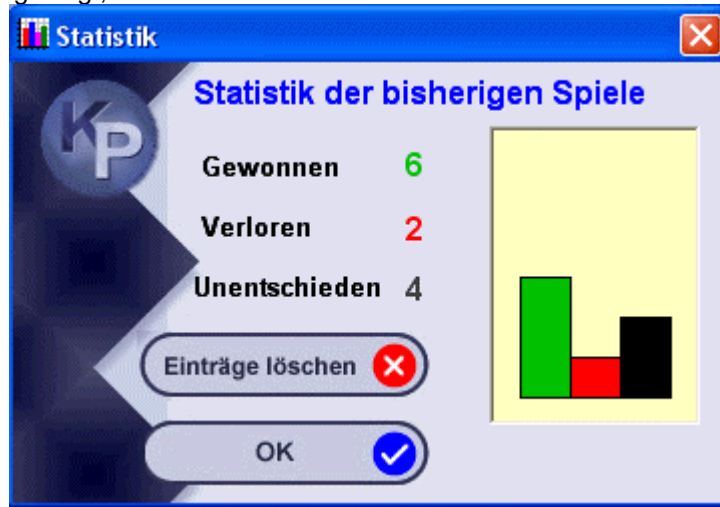 Statistik
KP
Statistik der bisherigen Spiele
Gewonnen 6
Verloren 2
Unentschieden 4
Einträge löschen
OK